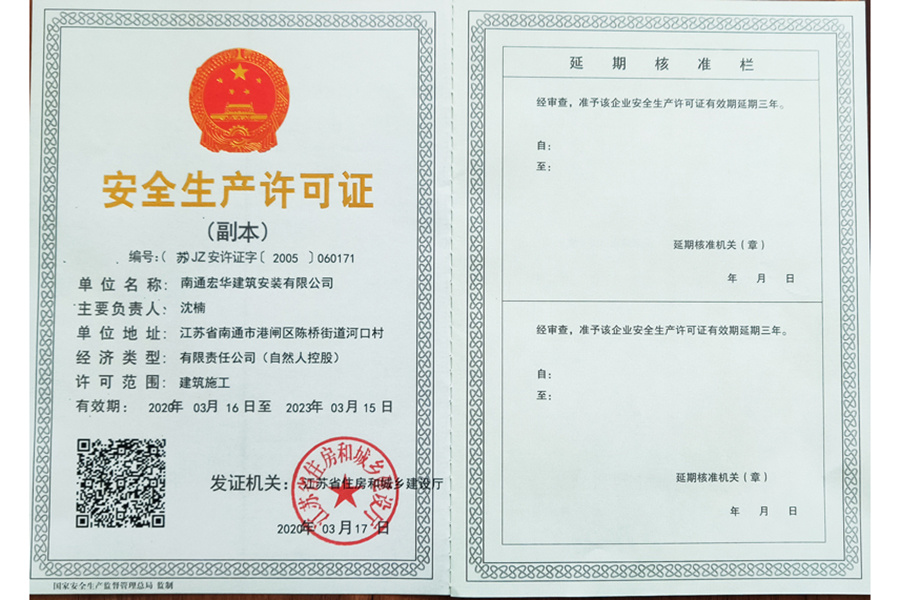 安全生产许可证
（副本）
编号:（ 苏 JZ 安许证字〔 2005 〕060171
单位名称: 南通宏华建筑安装有限公司
主要负责人: 沈楠
单位地址: 江苏省南通市港闸区陈桥街道河口村
经济类型: 有限责任公司（自然人控股）
许可范围: 建筑施工
有效期: 2020年 03月 16 日至 2023年 03月 15 日
发证机关: 江苏省住房和城乡建设厅
江苏省住房和城乡建设厅
2020年 03月17 日
国家安全生产监督管理总局 监制
延期核准栏
经审查，准予该企业安全生产许可证有效期延期三年。
自:
至:
延期核准机关（章）
年 月 日
经审查，准予该企业安全生产许可证有效期延期三年。
自:
至:
延期核准机关（章）
年 月 日